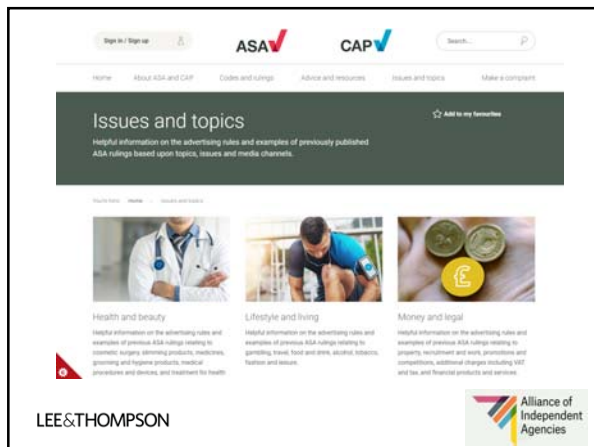 Sign in / Sign up
ASA
CAP
Search...
Home About ASA and CAP Codes and rulings Advice and resources Issues and topics Make a complaint
Issues and topics
Add to my favourites
Helpful information on the advertising rules and examples of previously published
ASA rulings based upon topics, issues and media channels.
You're here: Home Issues and topics
£
Health and beauty
Helpful information on the advertising rules and
examples of previous ASA rulings relating to
cosmetic surgery, slimming products, medicines,
grooming and hygiene products, medical
procedures and devices, and treatment for health
Lifestyle and living
Helpful information on the advertising rules and
examples of previous ASA rulings relating to
gambling, travel, food and drink, alcohol, tobacco,
fashion and leisure.
Money and legal
Helpful information on the advertising rules and
examples of previous ASA rulings relating to
property, recruitment and work, promotions and
competitions, additional charges including VAT
and tax, and financial products and services
LEE&THOMPSON
Alliance of
Independent
Agencies